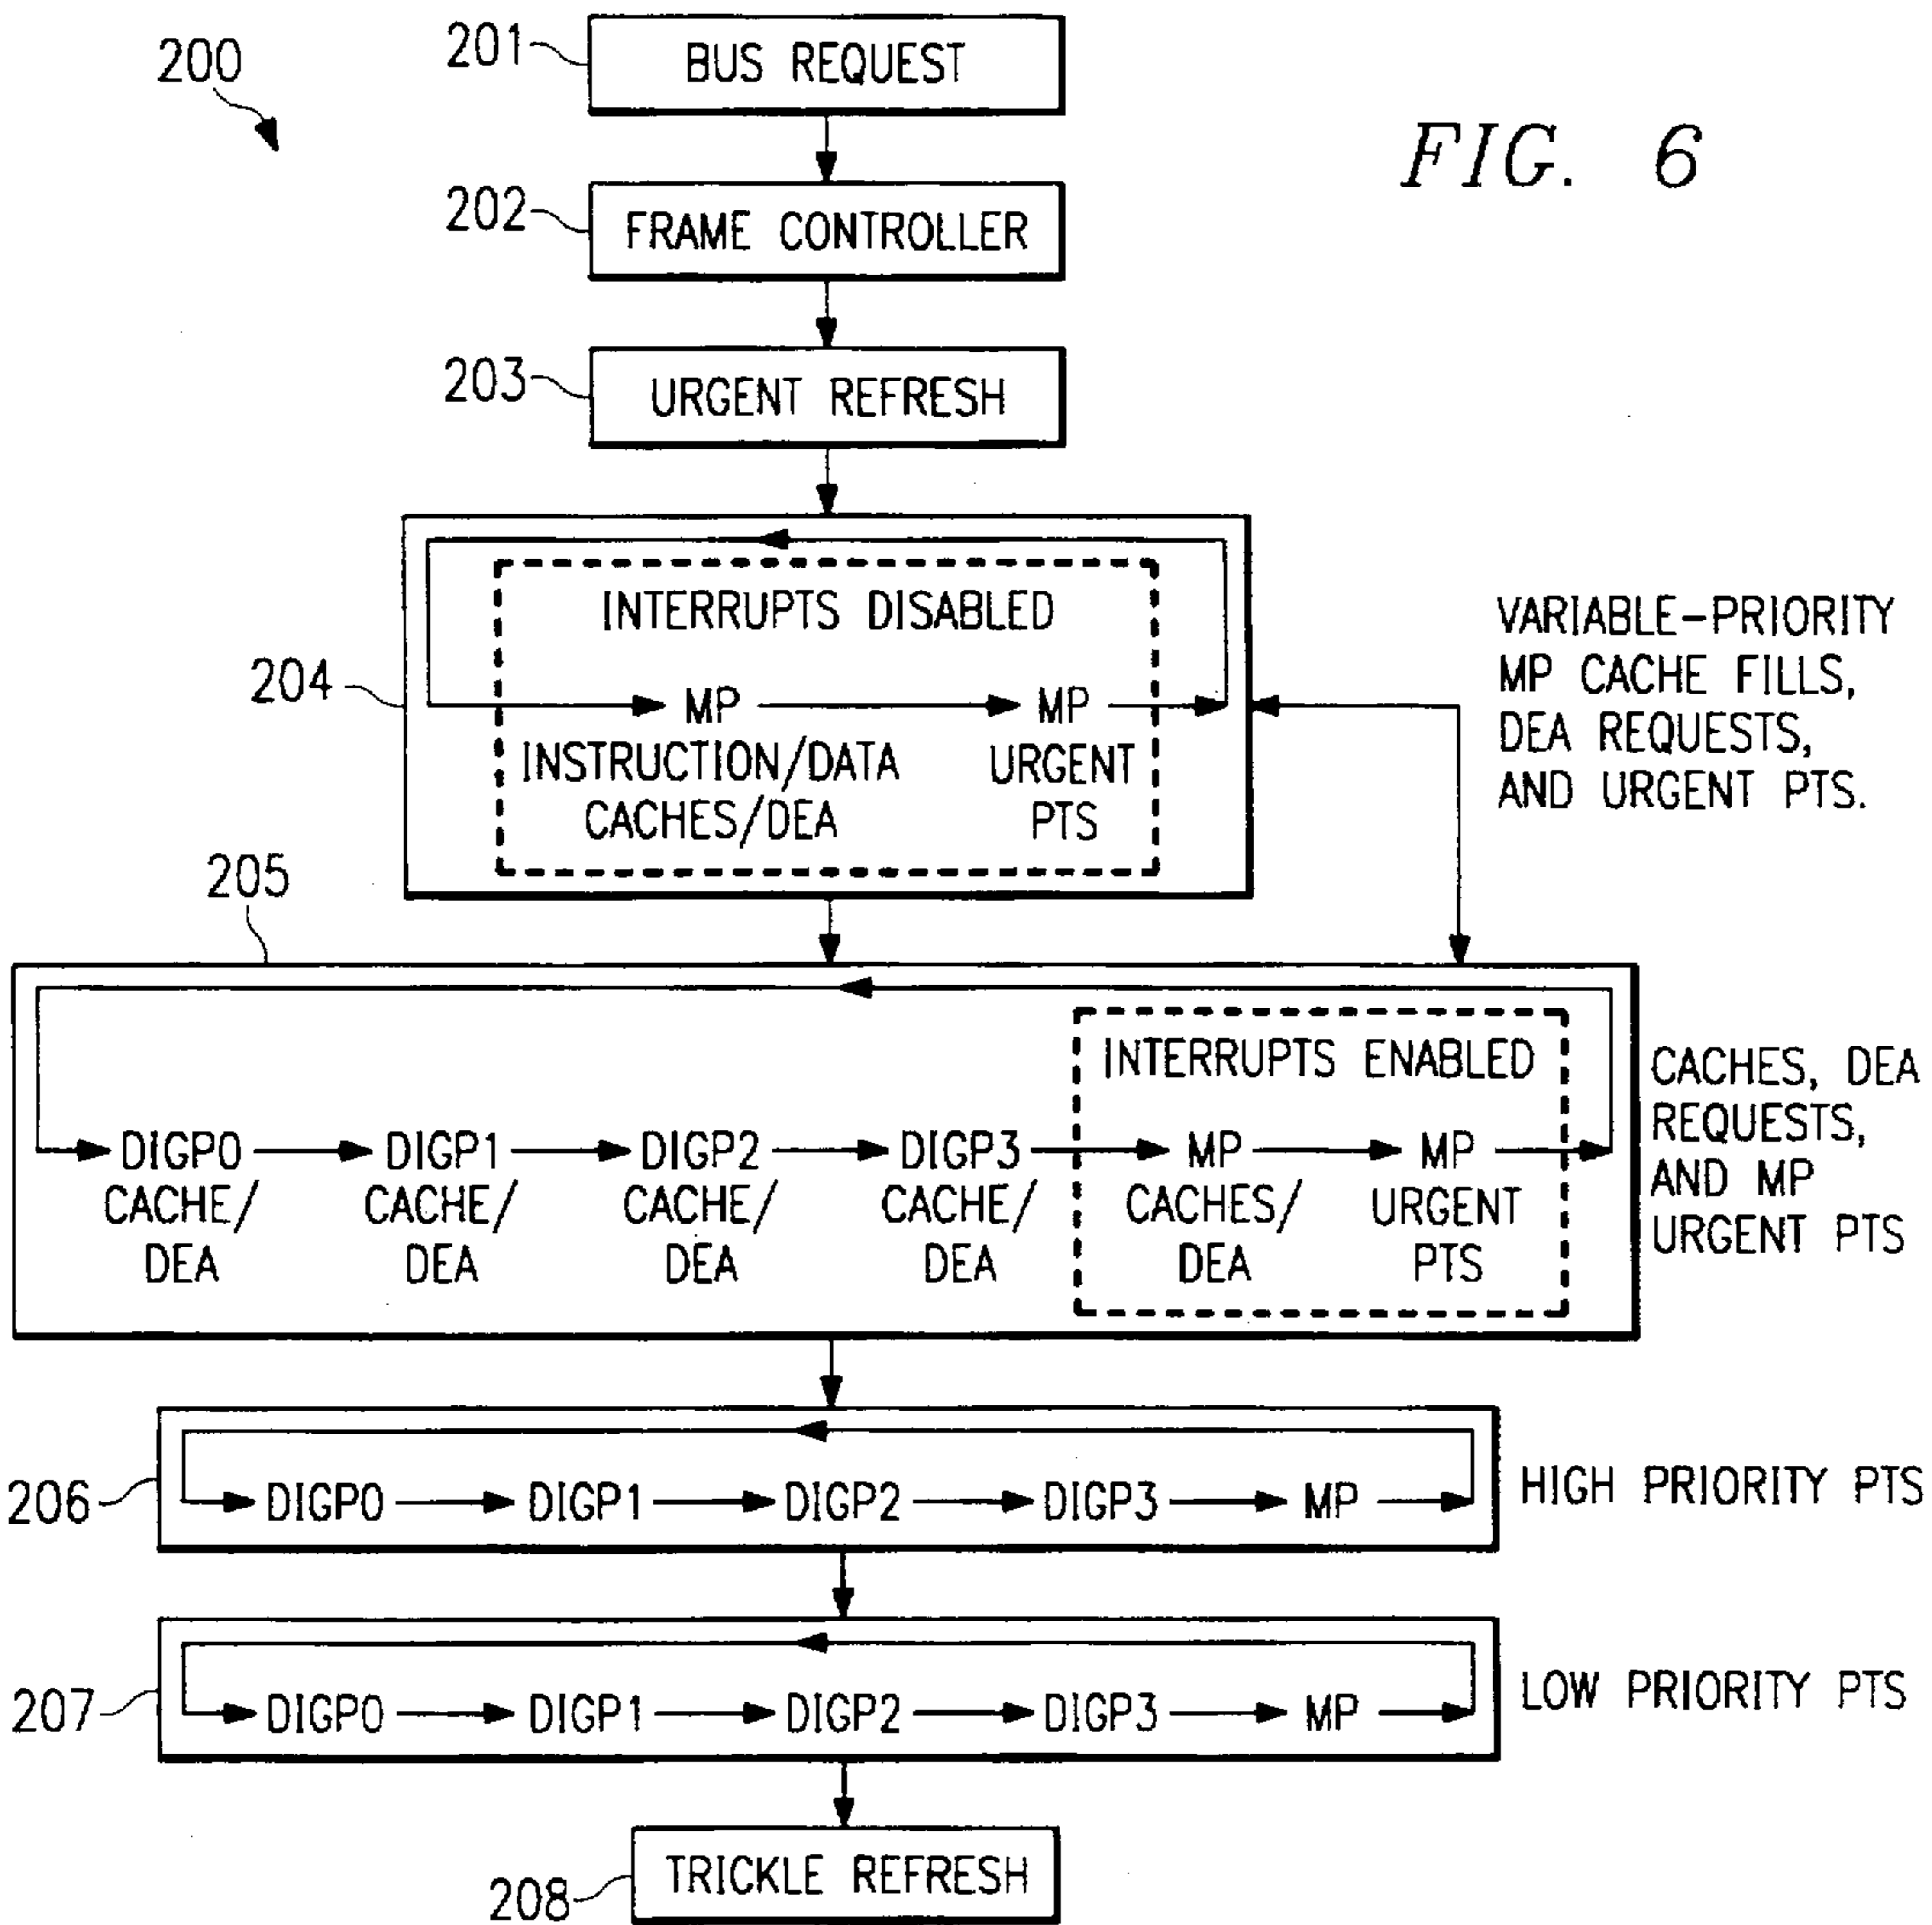 200
201
BUS REQUEST
FIG. 6
202
FRAME CONTROLLER
203
URGENT REFRESH
204
INTERRUPTS DISABLED
MP
INSTRUCTION/DATA
CACHES/DEA
MP
URGENT
PTS
VARIABLE-PRIORITY
MP CACHE FILLS,
DEA REQUESTS,
AND URGENT PTS.
205
DIGP0
CACHE/
DEA
DIGP1
CACHE/
DEA
DIGP2
CACHE/
DEA
DIGP3
CACHE/
DEA
INTERRUPTS ENABLED
MP
CACHES/
DEA
MP
URGENT
PTS
CACHES, DEA
REQUESTS,
AND MP
URGENT PTS
206
DIGP0 DIGP1 DIGP2 DIGP3 MP
HIGH PRIORITY PTS
207
DIGP0 DIGP1 DIGP2 DIGP3 MP
LOW PRIORITY PTS
208
TRICKLE REFRESH